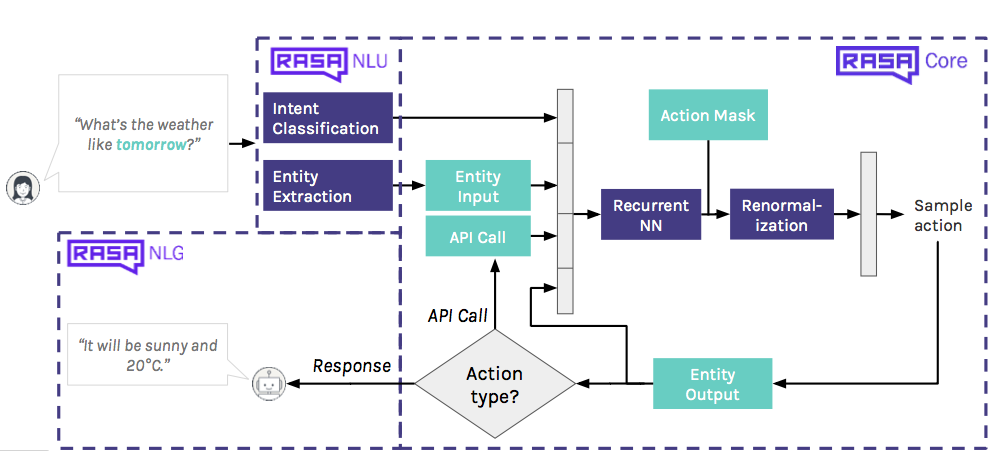 RASA NLU
RASA Core
Intent
Classification
Action Mask
“What’s the weather
like tomorrow?”
Entity
Extraction
Entity
Input
Recurrent
NN
Renormal-
ization
Sample
action
API Call
RASA NLG
API Call
“It will be sunny and
20°C.”
Response
Action
type?
Entity
Output